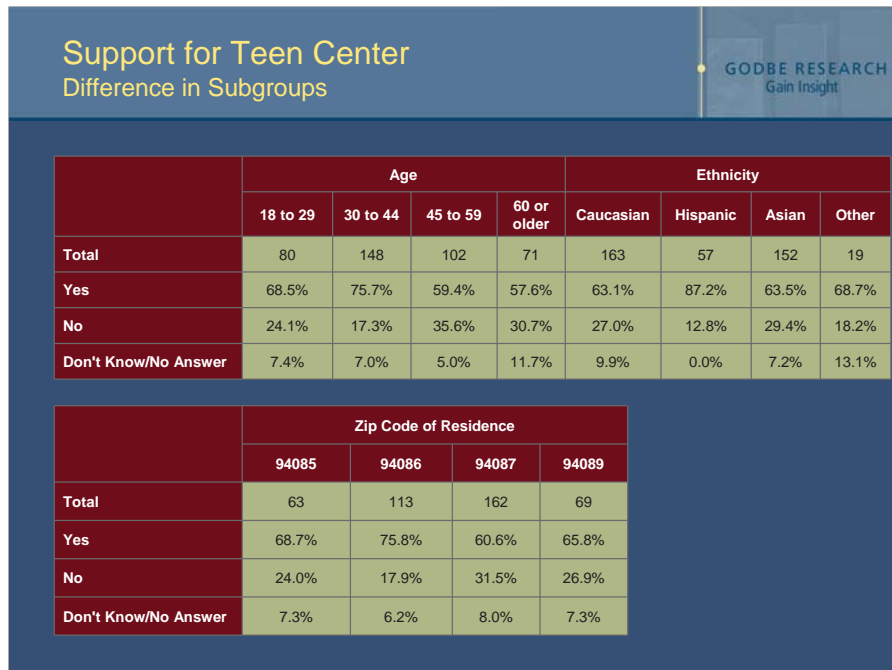 Support for Teen Center
Difference in Subgroups
GODBE RESEARCH
Gain Insight
Age Ethnicity
18 to 29 30 to 44 45 to 59 60 or older Caucasian Hispanic Asian Other
Total 80 148 102 71 163 57 152 19
Yes 68.5% 75.7% 59.4% 57.6% 63.1% 87.2% 63.5% 68.7%
No 24.1% 17.3% 35.6% 30.7% 27.0% 12.8% 29.4% 18.2%
Don't Know/No Answer 7.4% 7.0% 5.0% 11.7% 9.9% 0.0% 7.2% 13.1%
Zip Code of Residence
94085 94086 94087 94089
Total 63 113 162 69
Yes 68.7% 75.8% 60.6% 65.8%
No 24.0% 17.9% 31.5% 26.9%
Don't Know/No Answer 7.3% 6.2% 8.0% 7.3%